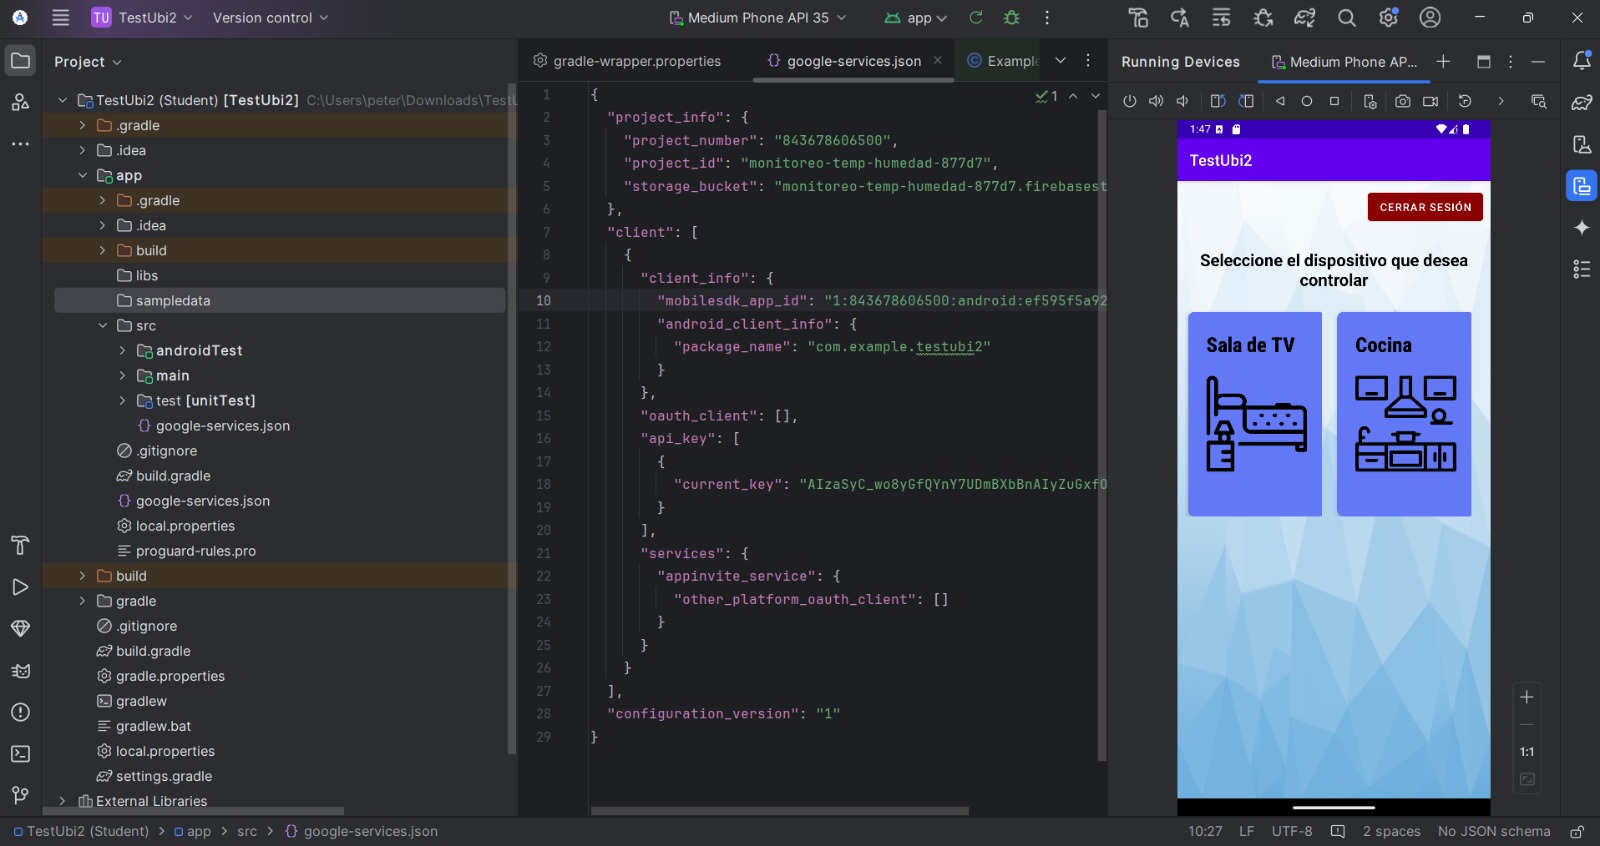 TU TestUbi2 Version control Medium Phone API 35 app
Project
TestUbi2 (Student) [TestUbi2] C:\Users\peter\Downloads\TestU
.gradle
.idea
app
.gradle
.idea
build
libs
sampledata
src
androidTest
main
test [unitTest]
google-services.json
.gitignore
build.gradle
google-services.json
local.properties
proguard-rules.pro
build
gradle
.gitignore
build.gradle
gradle.properties
gradlew
gradlew.bat
local.properties
settings.gradle
External Libraries
gradle-wrapper.properties google-services.json Example
1
1 {
2 "project_info": {
3 "project_number": "843678606500",
4 "project_id": "monitoreo-temp-humedad-877d7",
5 "storage_bucket": "monitoreo-temp-humedad-877d7.firebasest
6 },
7 "client": [
8 {
9 "client_info": {
10 "mobilesdk_app_id": "1:843678606500:android:ef595f5a92
11 "android_client_info": {
12 "package_name": "com.example.testubi2"
13 }
14 },
15 "oauth_client": [],
16 "api_key": [
17 {
18 "current_key": "AIzaSyC_wo8yGfQYnY7UDmBXbBnAIyZuGxfO
19 }
20 ],
21 "services": {
22 "appinvite_service": {
23 "other_platform_oauth_client": []
24 }
25 }
26 }
27 ],
28 "configuration_version": "1"
29 }
Running Devices Medium Phone AP...
1:47
TestUbi2
CERRAR SESIÓN
Seleccione el dispositivo que desea
controlar
Sala de TV Cocina
1:1
TestUbi2 (Student) > app > src > google-services.json
10:27 LF UTF-8 2 spaces No JSON schema